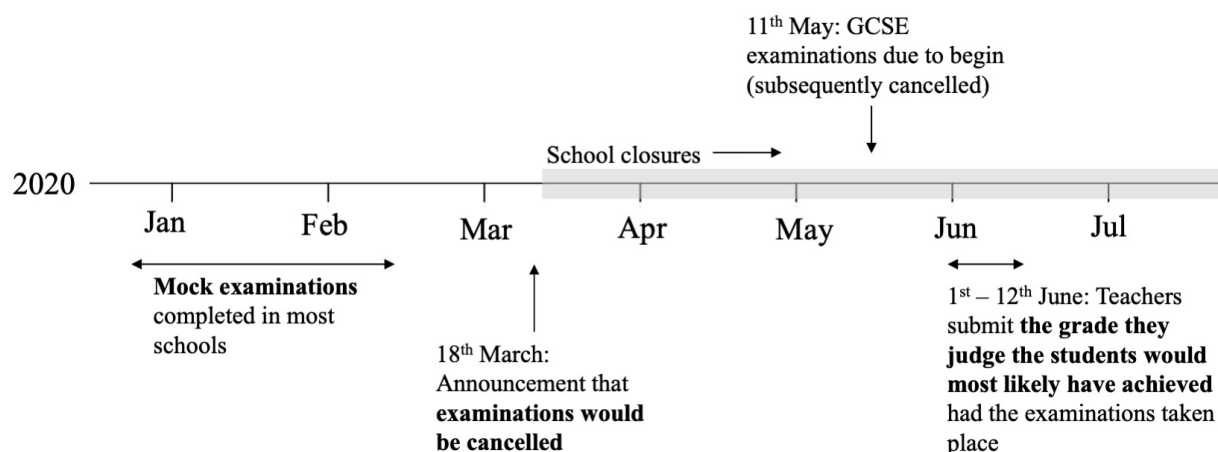 11th May: GCSE
examinations due to begin
(subsequently cancelled)
School closures
2020
Jan
Feb
Mar
Apr
May
Jun
Jul
Mock examinations
completed in most
schools
18th March:
Announcement that
examinations would
be cancelled
1st – 12th June: Teachers
submit the grade they
judge the students would
most likely have achieved
had the examinations taken
place